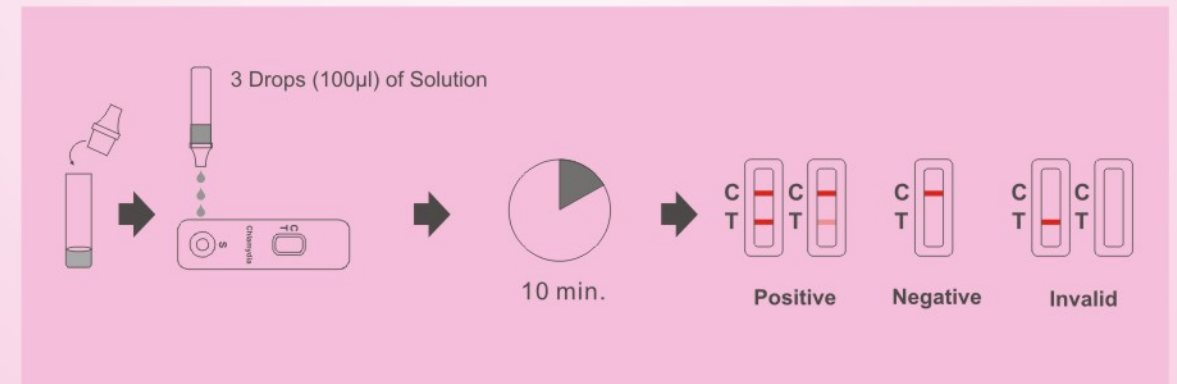 3 Drops (100µl) of Solution
S
Chlamydia
C
T
10 min.
C
T
C
T
Positive
C
T
Negative
C
T
C
T
Invalid